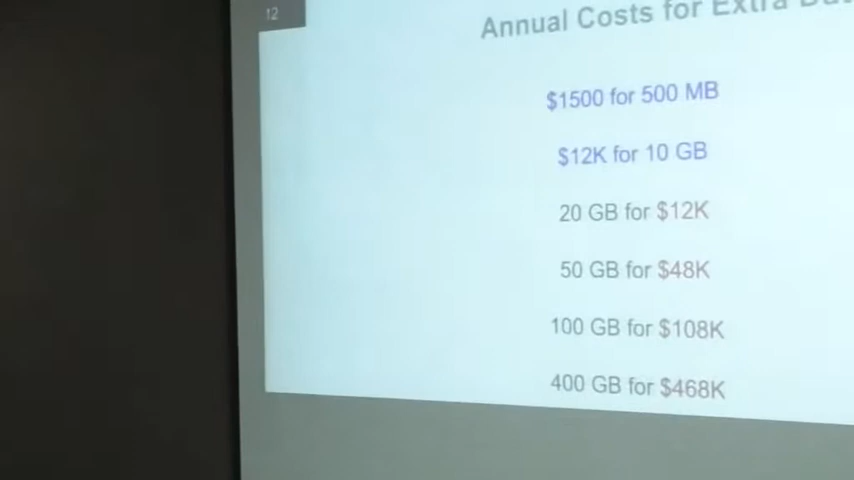 12
Annual Costs for Extra
$1500 for 500 MB
$12K for 10 GB
20 GB for $12K
50 GB for $48K
100 GB for $108K
400 GB for $468K